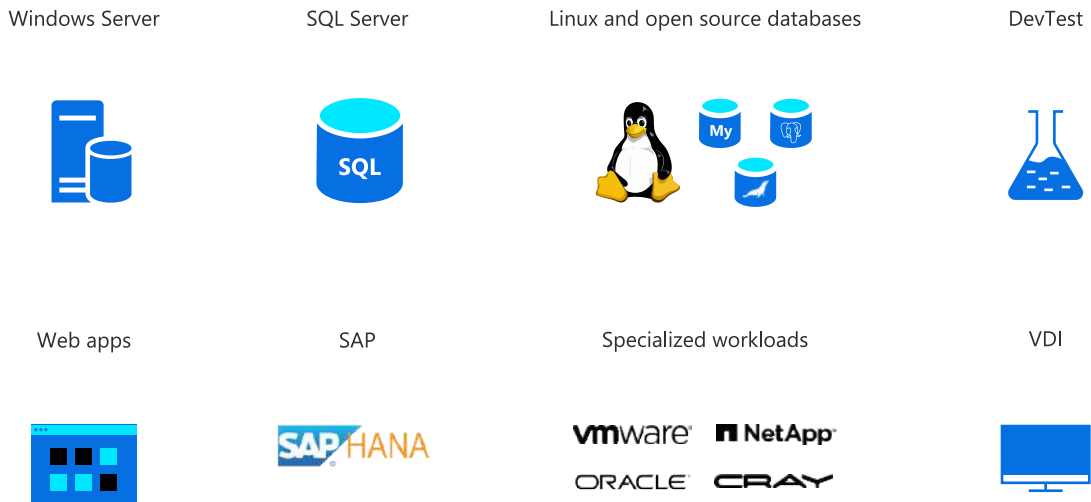 Windows Server
SQL Server
Linux and open source databases
DevTest
SQL
My
Web apps
SAP
Specialized workloads
VDI
SAP HANA
vmware®
NetApp™
ORACLE®
CRAY